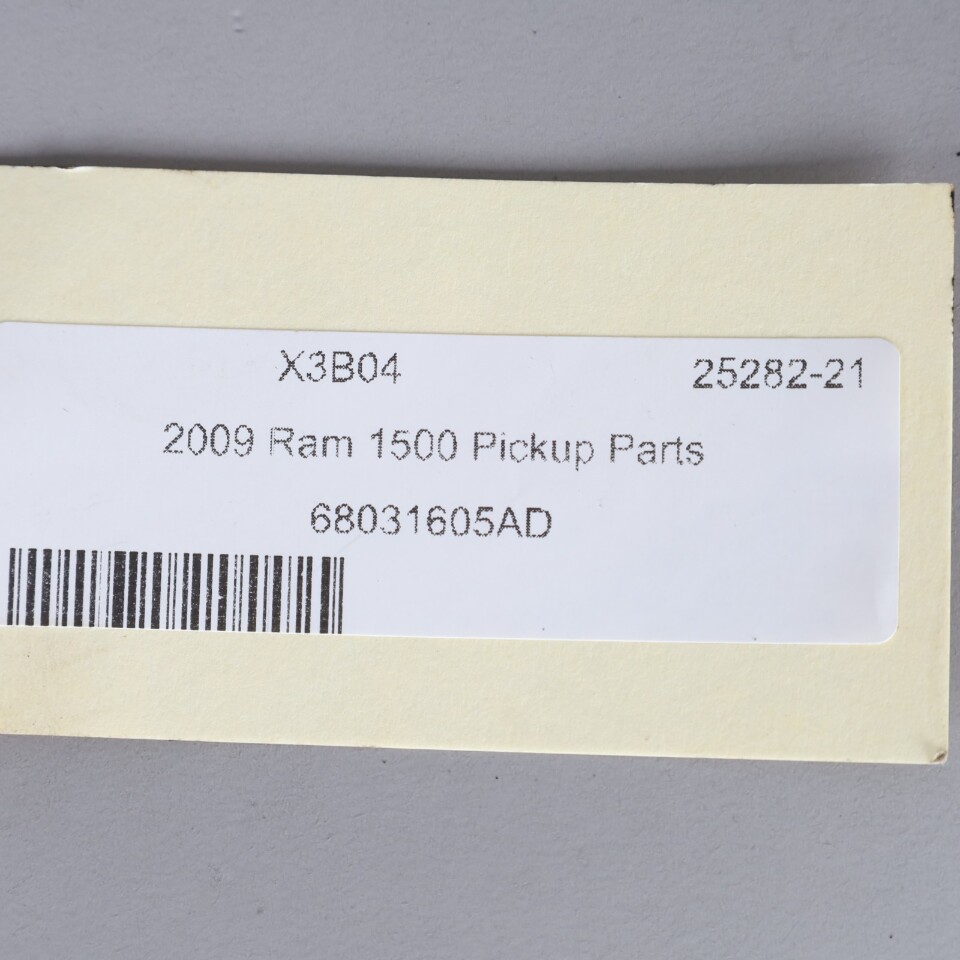 X3B04 25282-21
2009 Ram 1500 Pickup Parts
68031605AD